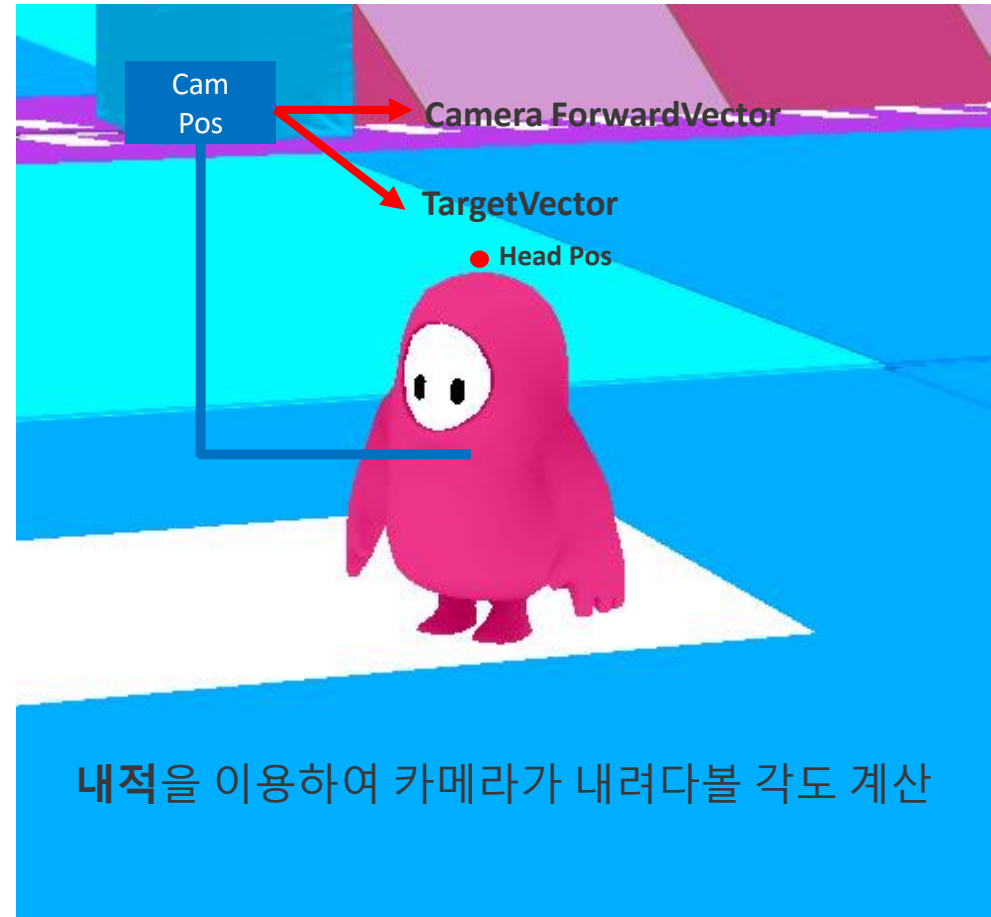 Cam
Pos
Camera ForwardVector
TargetVector
Head Pos
내적을 이용하여 카메라가 내려다볼 각도 계산